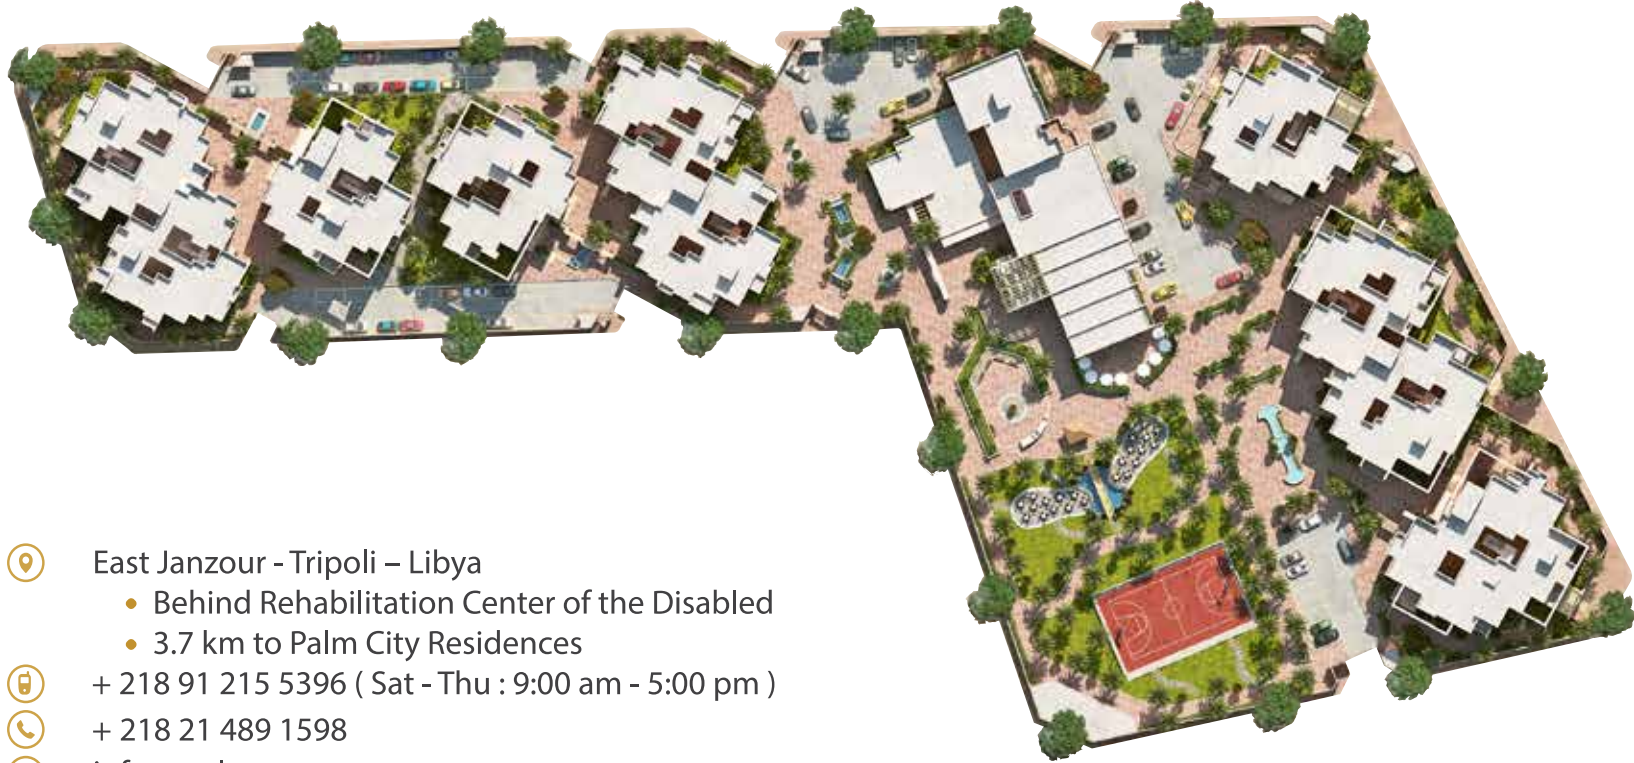 East Janzour - Tripoli – Libya
• Behind Rehabilitation Center of the Disabled
• 3.7 km to Palm City Residences
+ 218 91 215 5396 ( Sat - Thu : 9:00 am - 5:00 pm )
+ 218 21 489 1598